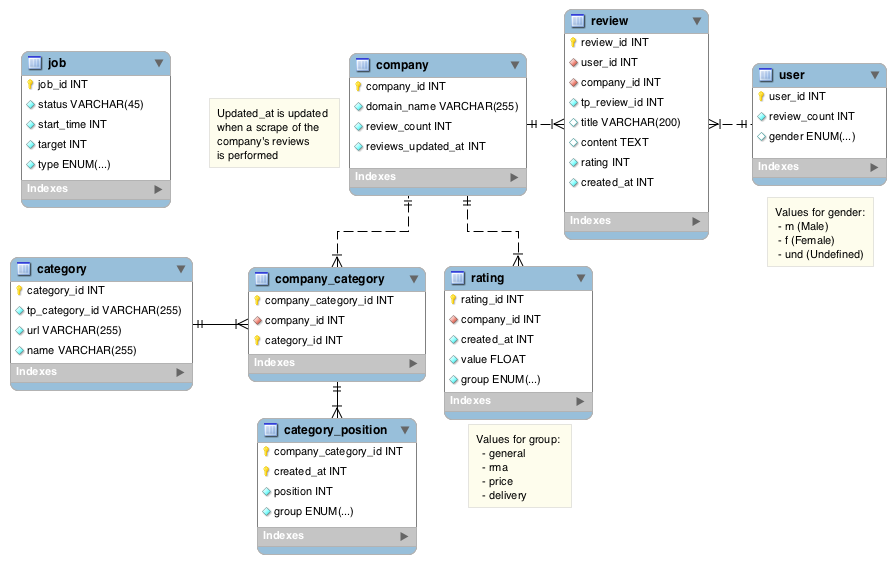 job
job_id INT
status VARCHAR(45)
start_time INT
target INT
type ENUM(...)
Indexes
Updated_at is updated
when a scrape of the
company's reviews
is performed
company
company_id INT
domain_name VARCHAR(255)
review_count INT
reviews_updated_at INT
Indexes
review
review_id INT
user_id INT
company_id INT
tp_review_id INT
title VARCHAR(200)
content TEXT
rating INT
created_at INT
Indexes
user
user_id INT
review_count INT
gender ENUM(...)
Indexes
Values for gender:
- m (Male)
- f (Female)
- und (Undefined)
category
category_id INT
tp_category_id VARCHAR(255)
url VARCHAR(255)
name VARCHAR(255)
Indexes
company_category
company_category_id INT
company_id INT
category_id INT
Indexes
rating
rating_id INT
company_id INT
created_at INT
value FLOAT
group ENUM(...)
Indexes
category_position
company_category_id INT
created_at INT
position INT
group ENUM(...)
Indexes
Values for group:
- general
- rma
- price
- delivery